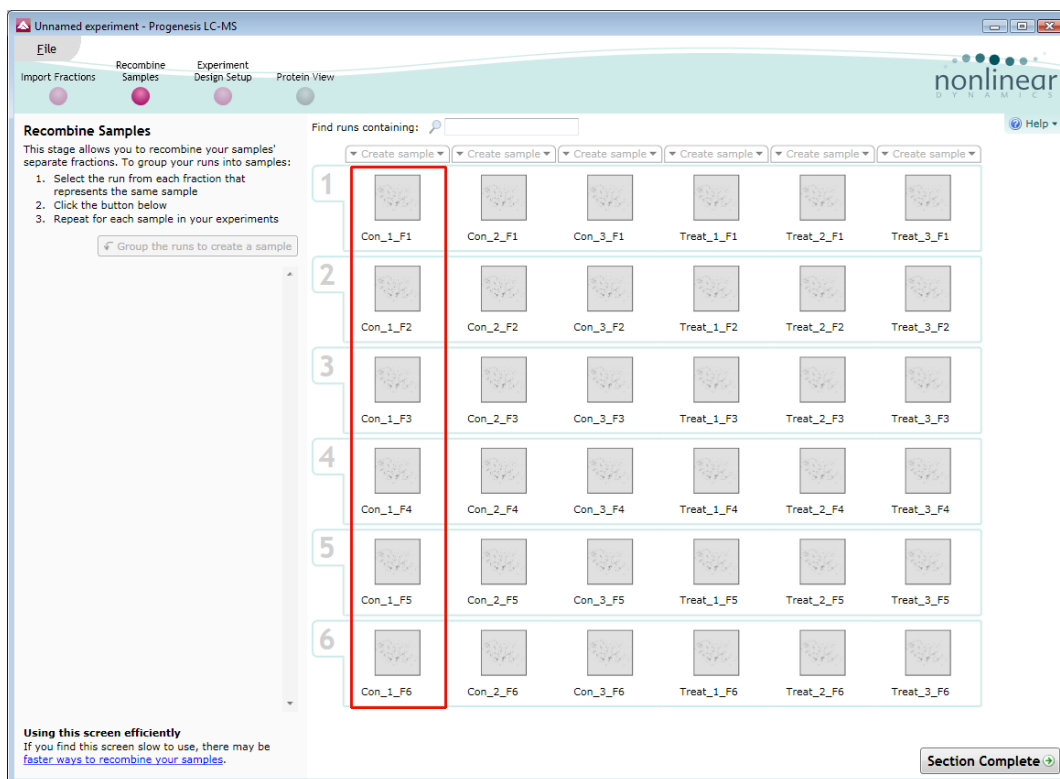 Unnamed experiment - Progenesis LC-MS
File
Import Fractions
Recombine Samples
Experiment Design Setup
Protein View
nonlinear
DYNAMICS
Help
Recombine Samples
This stage allows you to recombine your samples'
separate fractions. To group your runs into samples:
1. Select the run from each fraction that
represents the same sample
2. Click the button below
3. Repeat for each sample in your experiments
Group the runs to create a sample
Find runs containing:
Create sample Create sample Create sample Create sample Create sample Create sample
1
Con_1_F1 Con_2_F1 Con_3_F1 Treat_1_F1 Treat_2_F1 Treat_3_F1
2
Con_1_F2 Con_2_F2 Con_3_F2 Treat_1_F2 Treat_2_F2 Treat_3_F2
3
Con_1_F3 Con_2_F3 Con_3_F3 Treat_1_F3 Treat_2_F3 Treat_3_F3
4
Con_1_F4 Con_2_F4 Con_3_F4 Treat_1_F4 Treat_2_F4 Treat_3_F4
5
Con_1_F5 Con_2_F5 Con_3_F5 Treat_1_F5 Treat_2_F5 Treat_3_F5
6
Con_1_F6 Con_2_F6 Con_3_F6 Treat_1_F6 Treat_2_F6 Treat_3_F6
Using this screen efficiently
If you find this screen slow to use, there may be
faster ways to recombine your samples.
Section Complete